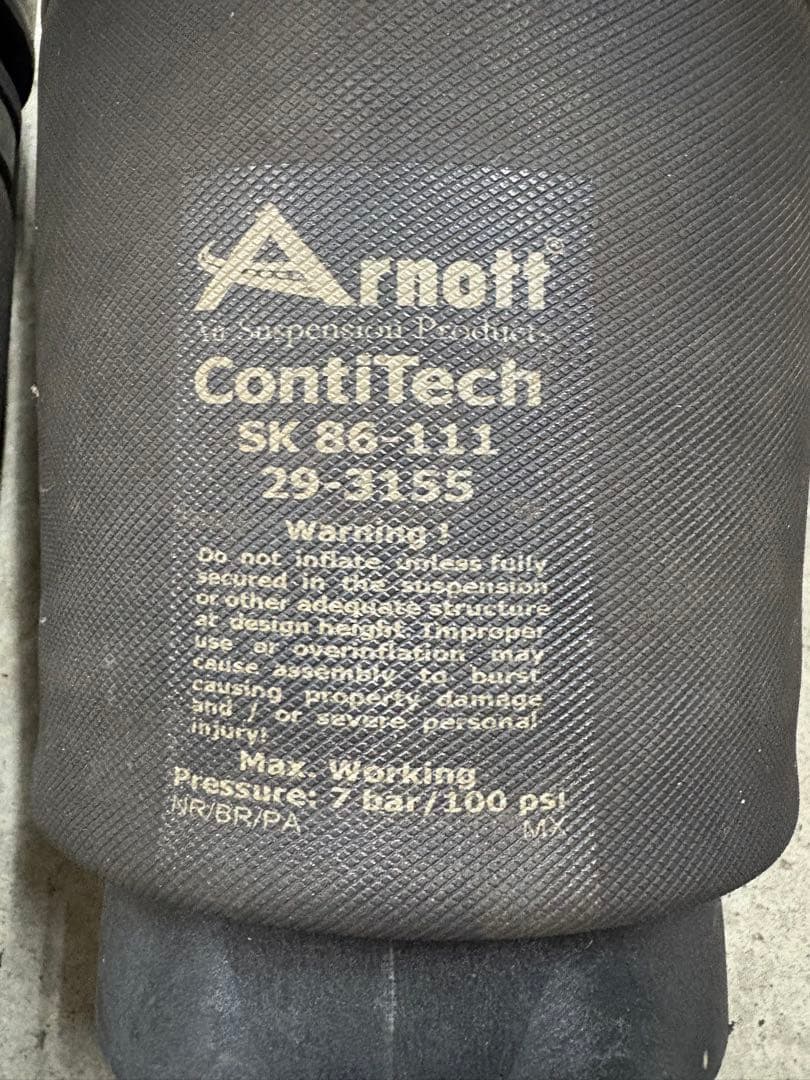 Arnott®
Air Suspension Products
ContiTech
SK 86-111
29-3155
Warning !
Do not inflate unless fully
secured in the suspension
or other adequate structure
at design height. Improper
use or overinflation may
cause assembly to burst
causing property damage
and / or severe personal
injury!
Max. Working
Pressure: 7 bar/100 psi
NR/BR/PA
MX